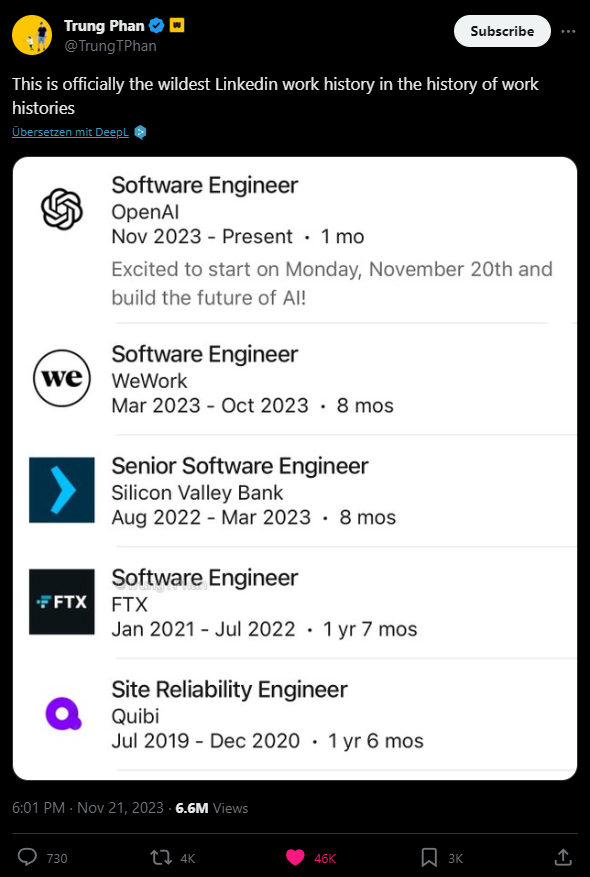 Trung Phan
@TrungTPhan
Subscribe
This is officially the wildest Linkedin work history in the history of work
histories
Übersetzen mit DeepL
Software Engineer
OpenAI
Nov 2023 - Present · 1 mo
Excited to start on Monday, November 20th and
build the future of AI!
we
Software Engineer
WeWork
Mar 2023 - Oct 2023 · 8 mos
Senior Software Engineer
Silicon Valley Bank
Aug 2022 - Mar 2023 · 8 mos
@TrungTPhan
FTX
Software Engineer
FTX
Jan 2021 - Jul 2022 · 1 yr 7 mos
Site Reliability Engineer
Quibi
Jul 2019 - Dec 2020 · 1 yr 6 mos
6:01 PM · Nov 21, 2023 · 6.6M Views
730 4K 46K 3K